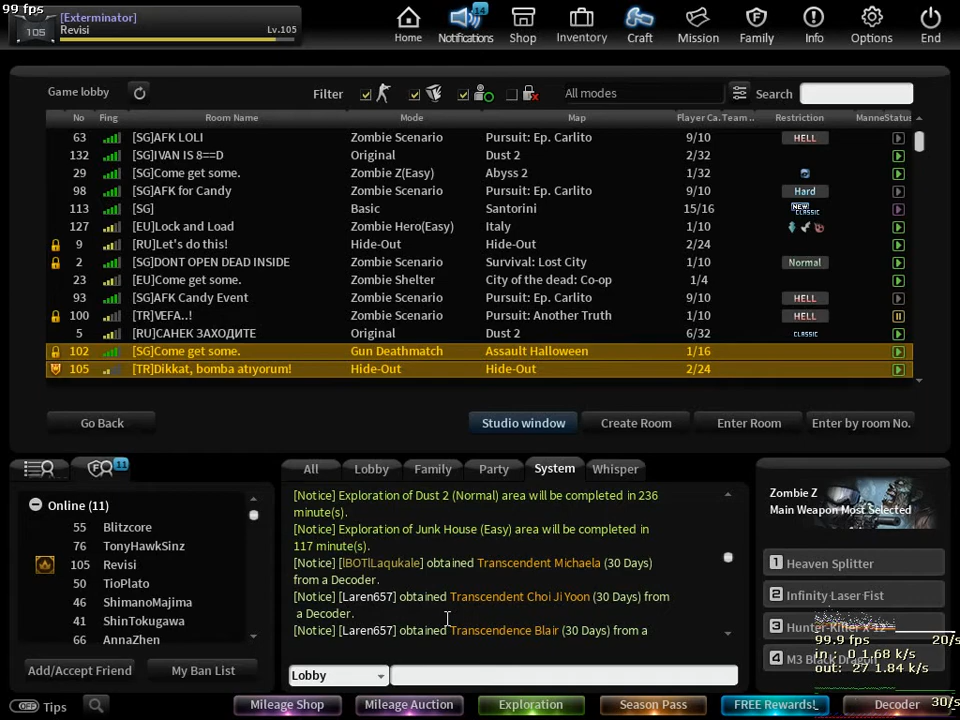 99 fps
[Exterminator]
Revisi
105
Lv.105
14
Home
Notifications
Shop
Inventory
Craft
Mission
Family
Info
Options
End
Game lobby
Filter
All modes
Search
No Fing Room Name Mode Map Player Ca. Team .. Restriction Manne Status
63 [SG]AFK LOLI Zombie Scenario Pursuit: Ep. Carlito 9/10 HELL
132 [SG]IVAN IS 8==D Original Dust 2 2/32
29 [SG]Come get some. Zombie Z(Easy) Abyss 2 1/32
98 [SG]AFK for Candy Zombie Scenario Pursuit: Ep. Carlito 9/10 Hard
113 [SG] Basic Santorini 15/16 NEW CLASSIC
127 [EU]Lock and Load Zombie Hero(Easy) Italy 1/10
9 [RU]Let's do this! Hide-Out Hide-Out 2/24
2 [SG]DONT OPEN DEAD INSIDE Zombie Scenario Survival: Lost City 1/10 Normal
23 [EU]Come get some. Zombie Shelter City of the dead: Co-op 1/4
93 [SG]AFK Candy Event Zombie Scenario Pursuit: Ep. Carlito 9/10 HELL
100 [TR]VEFA..! Zombie Scenario Pursuit: Another Truth 1/10 HELL
5 [RU]САНЕК ЗАХОДИТЕ Original Dust 2 6/32 CLASSIC
102 [SG]Come get some. Gun Deathmatch Assault Halloween 1/16
105 [TR]Dikkat, bomba atıyorum! Hide-Out Hide-Out 2/24
Go Back
Studio window
Create Room
Enter Room
Enter by room No.
11
Online (11)
55 Blitzcore
76 TonyHawkSinz
105 Revisi
50 TioPlato
46 ShimanoMajima
41 ShinTokugawa
66 AnnaZhen
Add/Accept Friend
My Ban List
All
Lobby
Family
Party
System
Whisper
[Notice] Exploration of Dust 2 (Normal) area will be completed in 236
minute(s).
[Notice] Exploration of Junk House (Easy) area will be completed in
117 minute(s).
[Notice] [IBOTlLaqukale] obtained Transcendent Michaela (30 Days)
from a Decoder.
[Notice] [Laren657] obtained Transcendent Choi Ji Yoon (30 Days) from
a Decoder.
[Notice] [Laren657] obtained Transcendence Blair (30 Days) from a
Lobby
Zombie Z
Main Weapon Most Selected
1 Heaven Splitter
2 Infinity Laser Fist
3 Hunter Killer X-12
4 M3 Black Dragon
99.9 fps
20/s
in : 0 1.68 k/s
out: 27 1.84 k/s
30/s
OFF Tips
Mileage Shop
Mileage Auction
Exploration
Season Pass
FREE Rewards!
Decoder